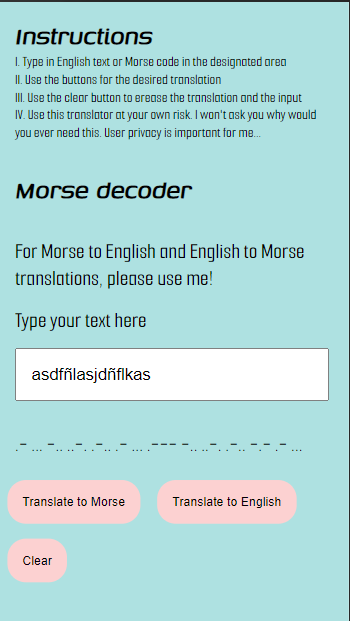 Instructions
I. Type in English text or Morse code in the designated area
II. Use the buttons for the desired translation
III. Use the clear button to erease the translation and the input
IV. Use this translator at your own risk. I won't ask you why would
you ever need this. User privacy is important for me...
Morse decoder
For Morse to English and English to Morse
translations, please use me!
Type your text here
asdfñlasjdñflkas
Translate to Morse
Translate to English
Clear